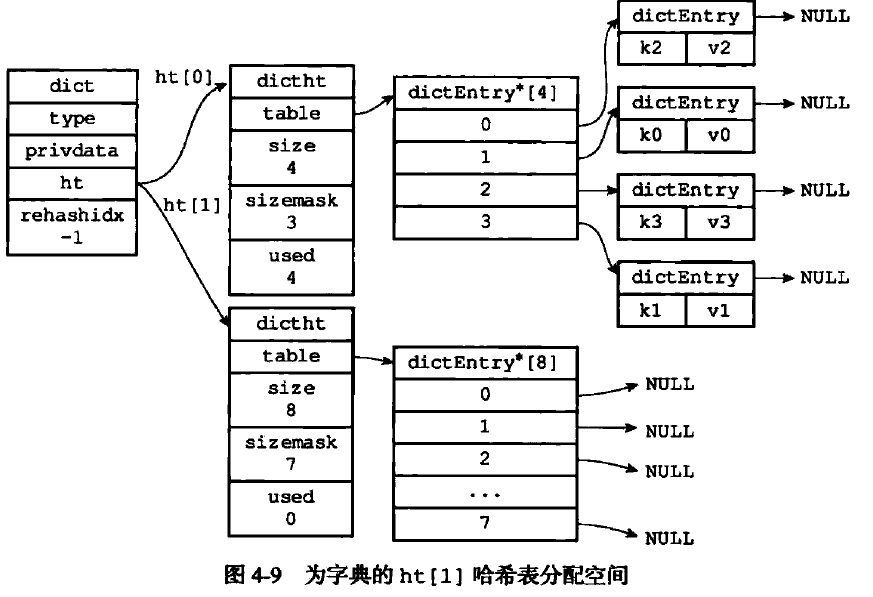 dict
type
privdata
ht
rehashidx
-1
ht[0]
ht[1]
dictht
table
size
4
sizemask
3
used
4
dictEntry*[4]
0
1
2
3
dictEntry
k2 v2
NULL
dictEntry
k0 v0
NULL
dictEntry
k3 v3
NULL
dictEntry
k1 v1
NULL
dictht
table
size
8
sizemask
7
used
0
dictEntry*[8]
0
1
2
...
7
NULL
NULL
NULL
NULL
图 4-9 为字典的 ht[1] 哈希表分配空间